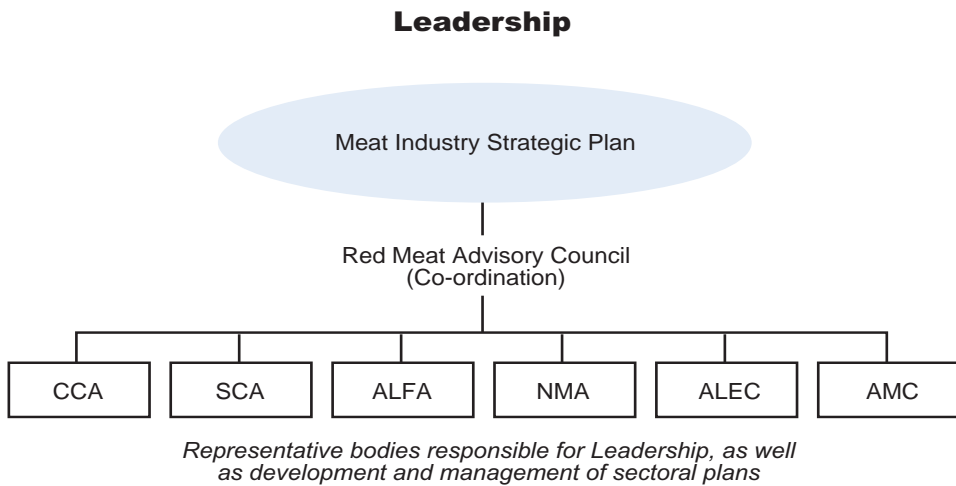 Leadership
Meat Industry Strategic Plan
Red Meat Advisory Council
(Co-ordination)
CCA
SCA
ALFA
NMA
ALEC
AMC
Representative bodies responsible for Leadership, as well
as development and management of sectoral plans